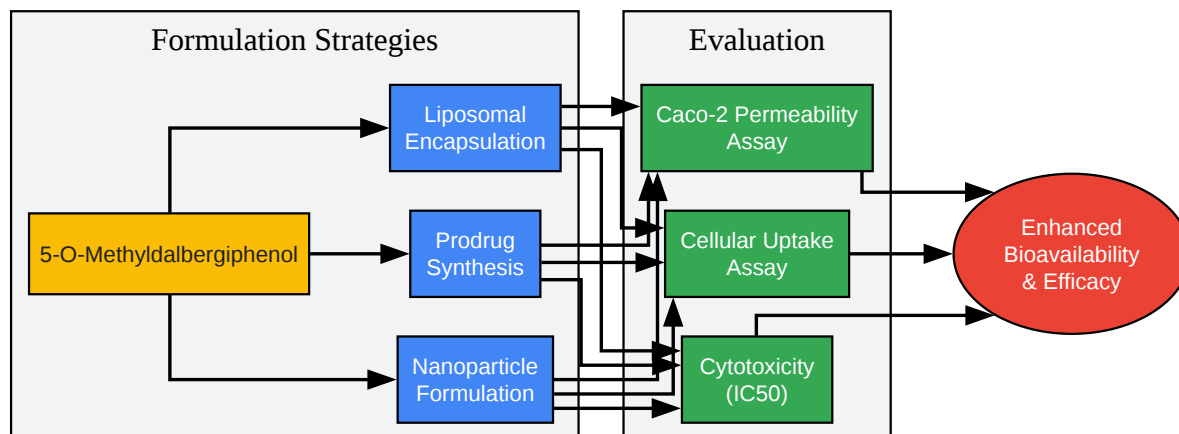 Formulation Strategies
Evaluation
Liposomal
Encapsulation
Caco-2 Permeability
Assay
5-O-Methyldalbergiphenol
Prodrug
Synthesis
Cellular Uptake
Assay
Enhanced
Bioavailability
& Efficacy
Nanoparticle
Formulation
Cytotoxicity
(IC50)